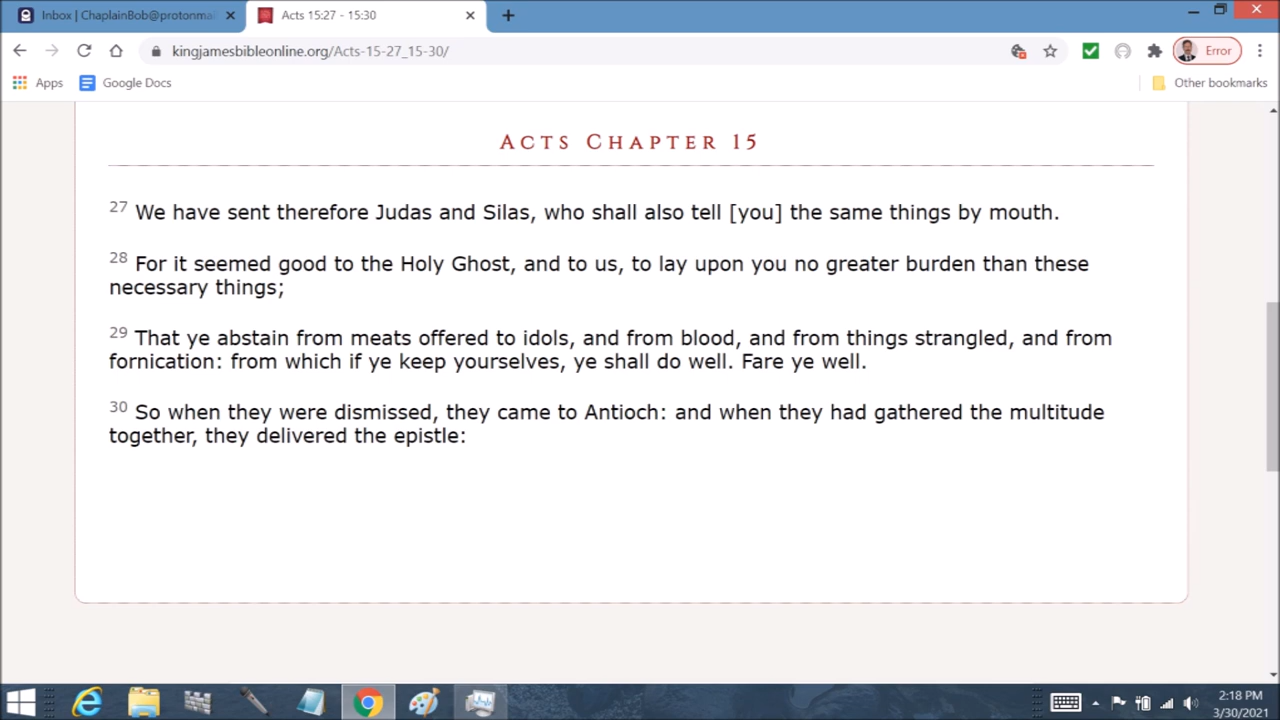 Inbox | ChaplainBob@protonmai
Acts 15:27 - 15:30
kingjamesbibleonline.org/Acts-15-27_15-30/
Error
Apps
Google Docs
Other bookmarks
Acts Chapter 15
27 We have sent therefore Judas and Silas, who shall also tell [you] the same things by mouth.
28 For it seemed good to the Holy Ghost, and to us, to lay upon you no greater burden than these
necessary things;
29 That ye abstain from meats offered to idols, and from blood, and from things strangled, and from
fornication: from which if ye keep yourselves, ye shall do well. Fare ye well.
30 So when they were dismissed, they came to Antioch: and when they had gathered the multitude
together, they delivered the epistle:
2:18 PM
3/30/2021